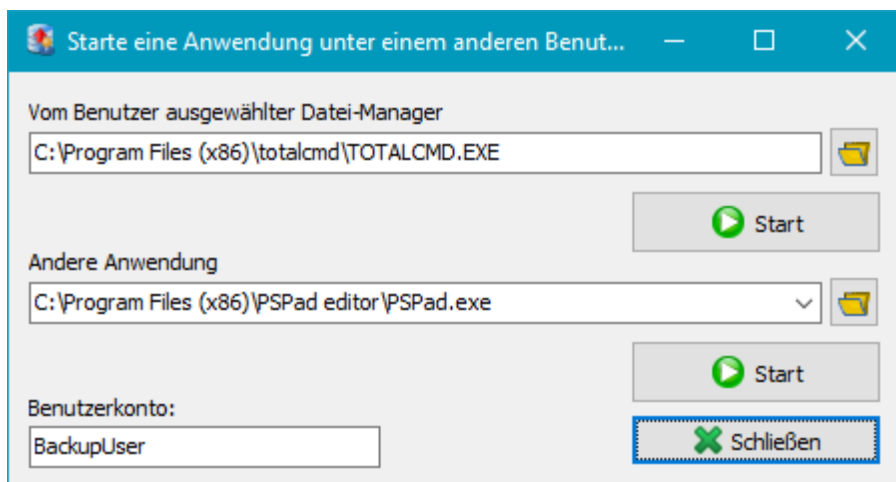 Starte eine Anwendung unter einem anderen Benut...
Vom Benutzer ausgewählter Datei-Manager
C:\Program Files (x86)\totalcmd\TOTALCMD.EXE
Start
Andere Anwendung
C:\Program Files (x86)\PSPad editor\PSPad.exe
Start
Benutzerkonto:
BackupUser
Schließen